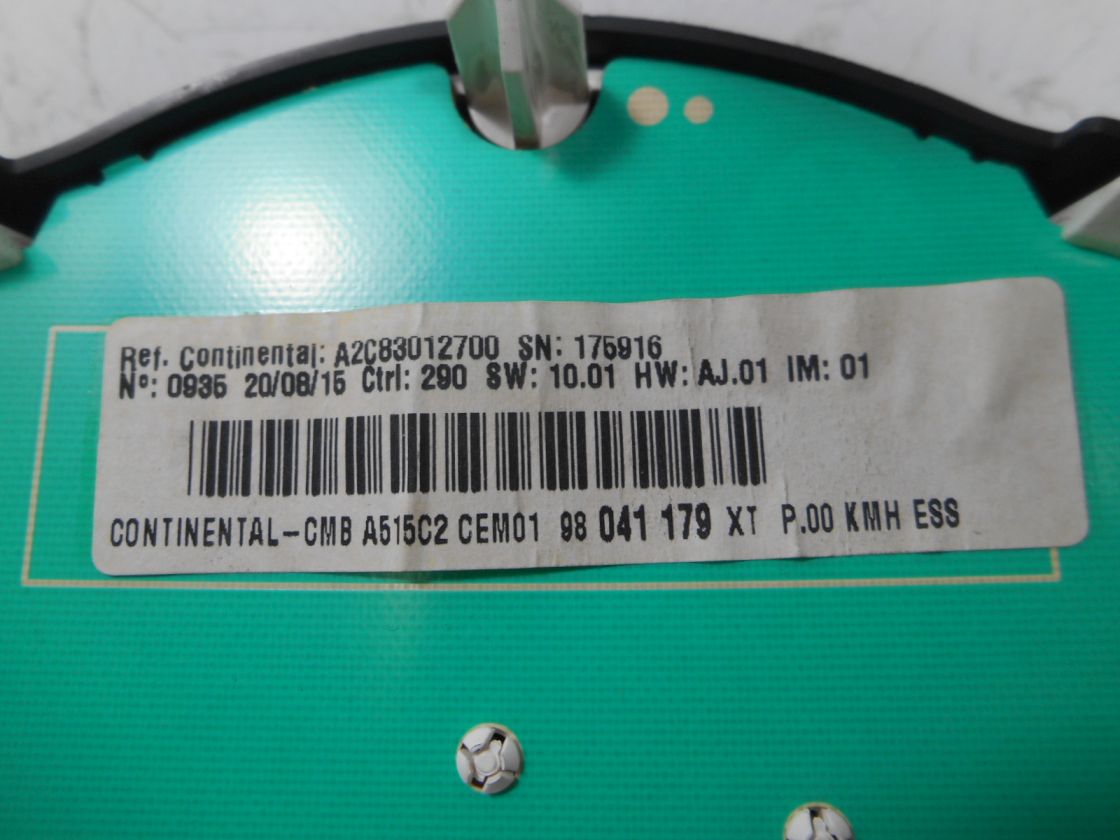 Ref. Continental: A2C83012700 SN: 175916
Nº: 0935 20/08/15 Ctrl: 290 SW: 10.01 HW: AJ.01 IM: 01
CONTINENTAL-CMB A515C2 CEM01 98 041 179 XT P.00 KMH ESS